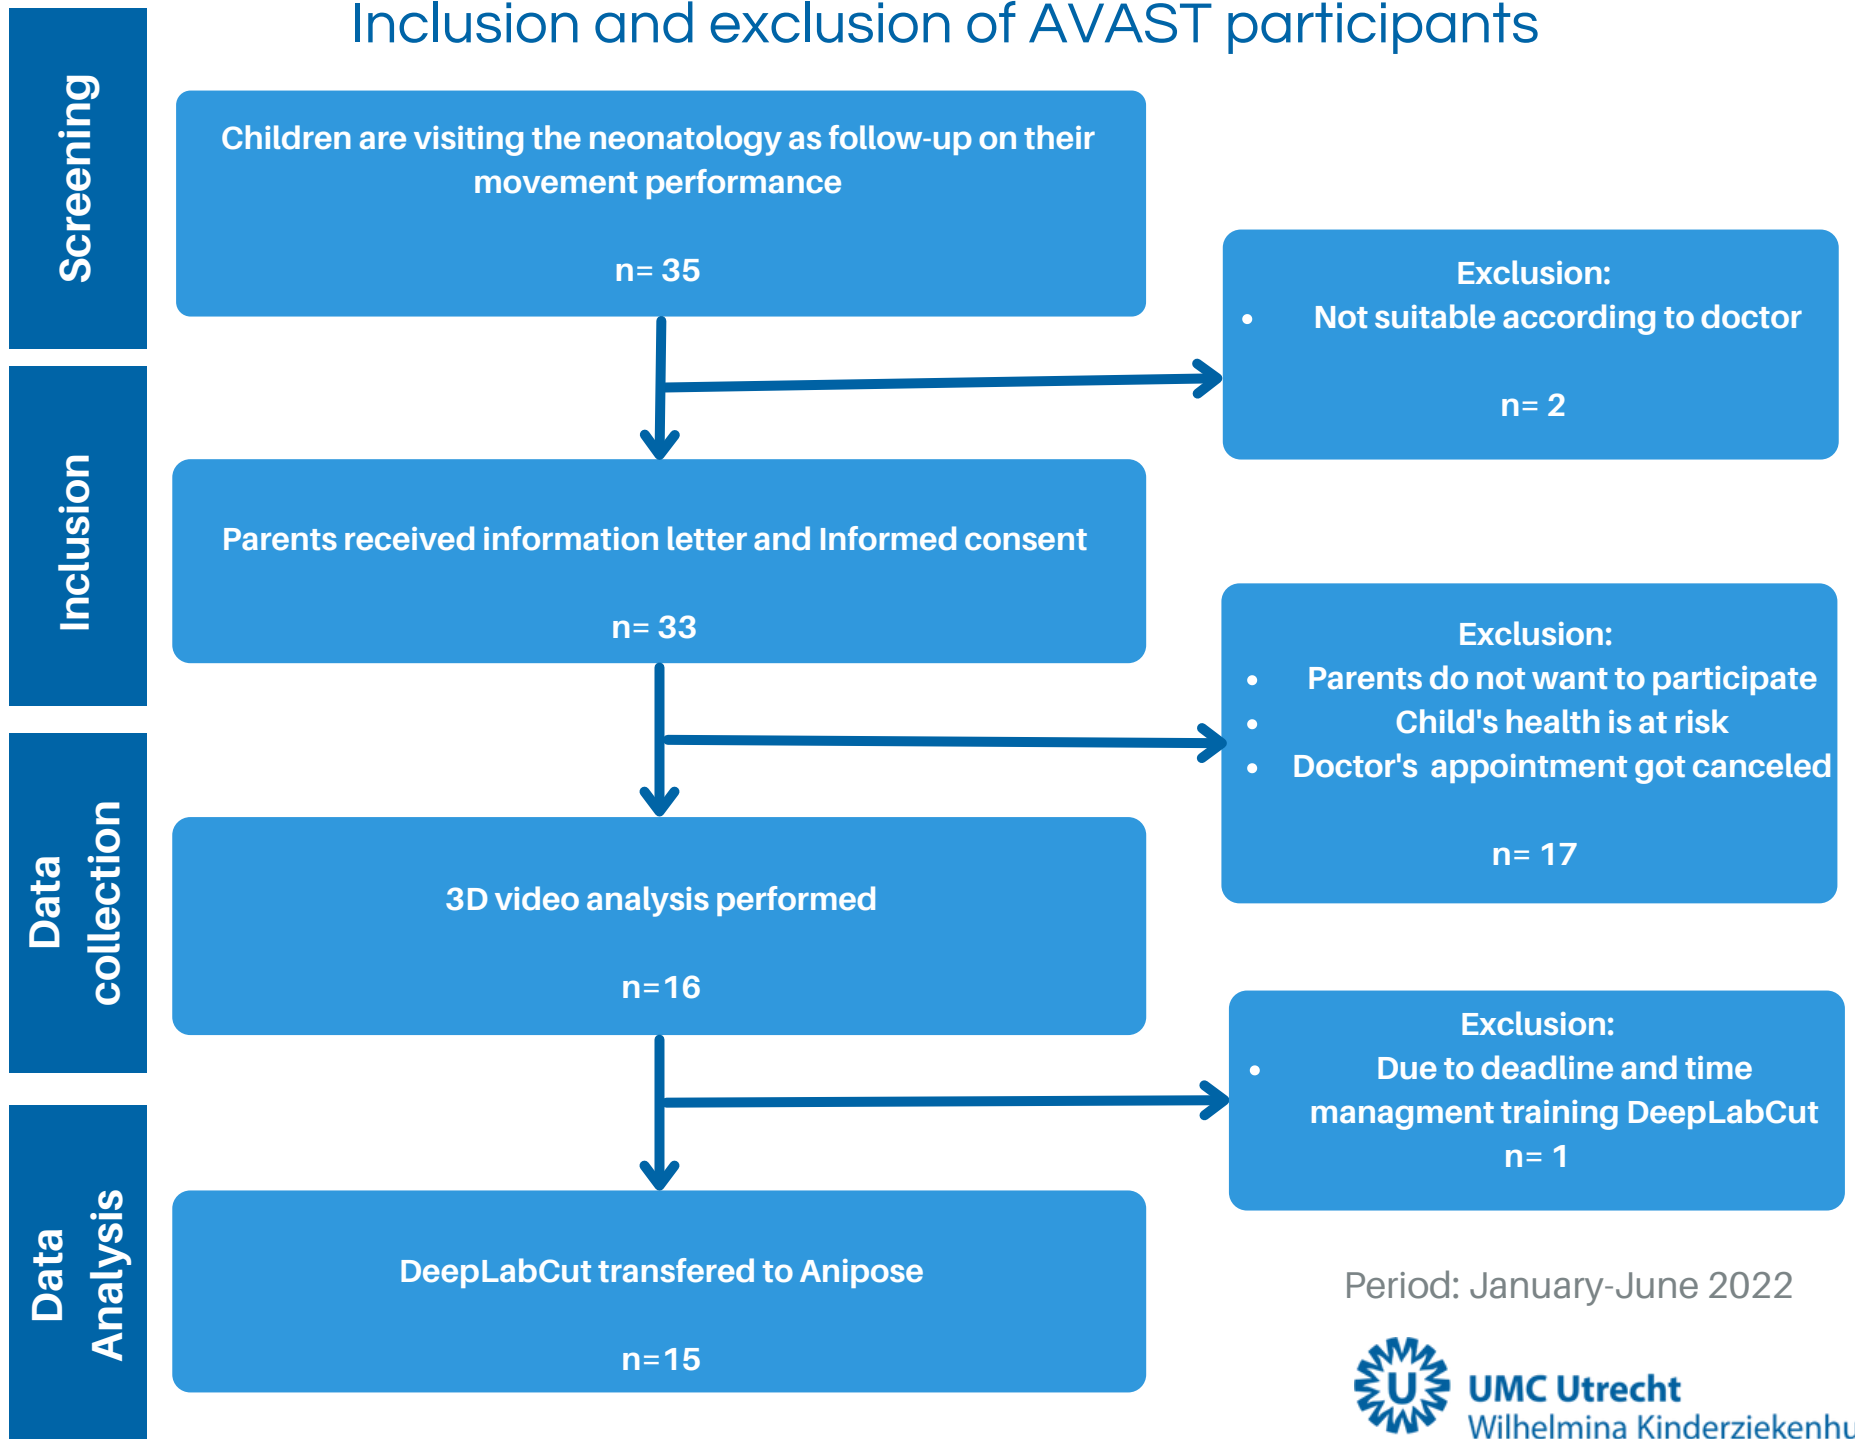 Inclusion and exclusion of AVAST participants
Screening
Children are visiting the neonatology as follow-up on their
movement performance
n= 35
Exclusion:
• Not suitable according to doctor
n= 2
Inclusion
Parents received information letter and Informed consent
n= 33
Exclusion:
• Parents do not want to participate
• Child's health is at risk
• Doctor's appointment got canceled
n= 17
Data
collection
3D video analysis performed
n=16
Exclusion:
• Due to deadline and time
managment training DeepLabCut
n= 1
Data
Analysis
DeepLabCut transfered to Anipose
n=15
Period: January-June 2022
U
UMC Utrecht
Wilhelmina Kinderziekenhu